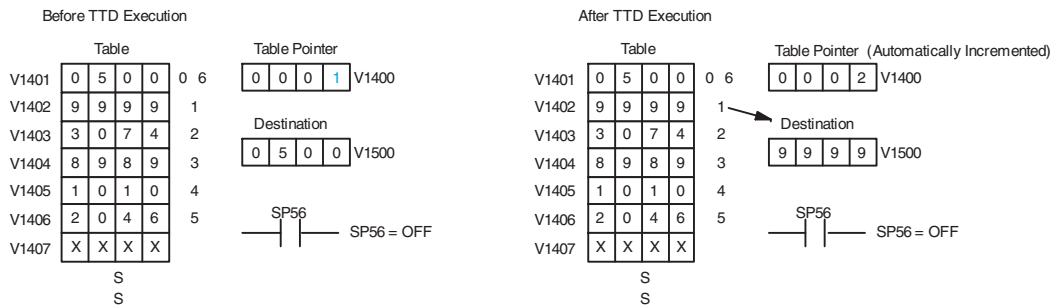 Before TTD Execution
Table
Table Pointer
V1401 0 5 0 0 0 6 0 0 0 1 V1400
V1402 9 9 9 9 1
V1403 3 0 7 4 2
Destination
V1404 8 9 8 9 3 0 5 0 0 V1500
V1405 1 0 1 0 4
V1406 2 0 4 6 5
SP56
SP56 = OFF
V1407 X X X X
S
S
After TTD Execution
Table
Table Pointer (Automatically Incremented)
V1401 0 5 0 0 0 6 0 0 0 2 V1400
V1402 9 9 9 9 1
Destination
V1403 3 0 7 4 2
V1404 8 9 8 9 3 9 9 9 9 V1500
V1405 1 0 1 0 4
V1406 2 0 4 6 5
SP56
SP56 = OFF
V1407 X X X X
S
S